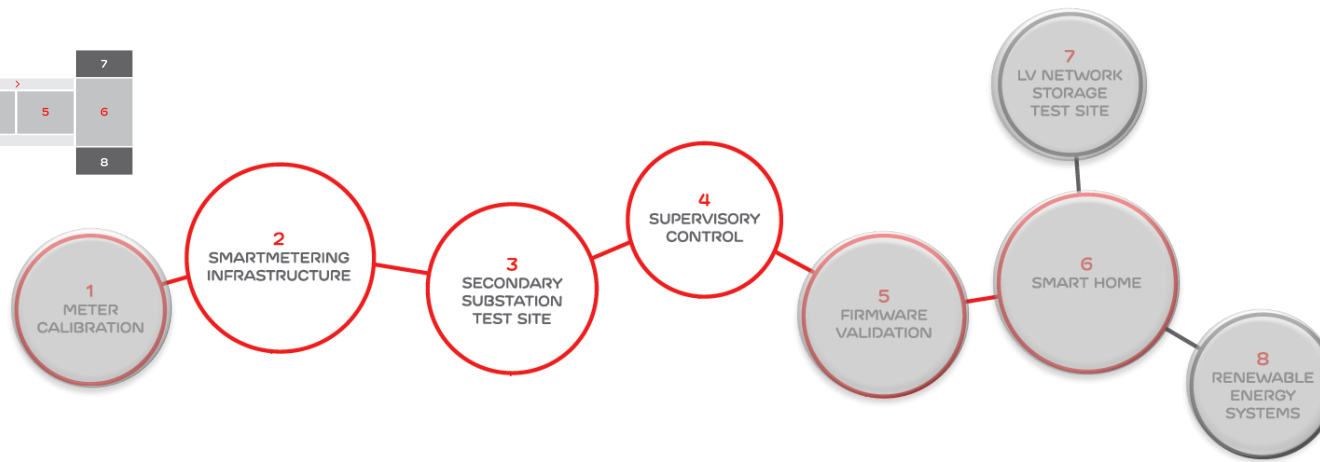 7
5
6
8
1
METER
CALIBRATION
2
SMARTMETERING
INFRASTRUCTURE
3
SECONDARY
SUBSTATION
TEST SITE
4
SUPERVISORY
CONTROL
5
FIRMWARE
VALIDATION
6
SMART HOME
7
LV NETWORK
STORAGE
TEST SITE
8
RENEWABLE
ENERGY
SYSTEMS